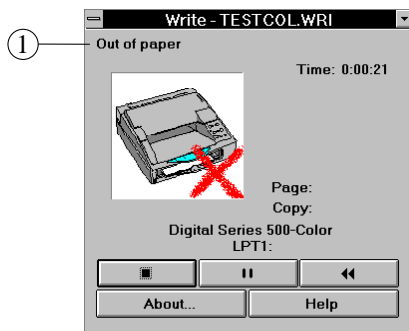 Write - TESTCOL.WRI
1
Out of paper
Time: 0:00:21
Page:
Copy:
Digital Series 500-Color
LPT1:
About...
Help